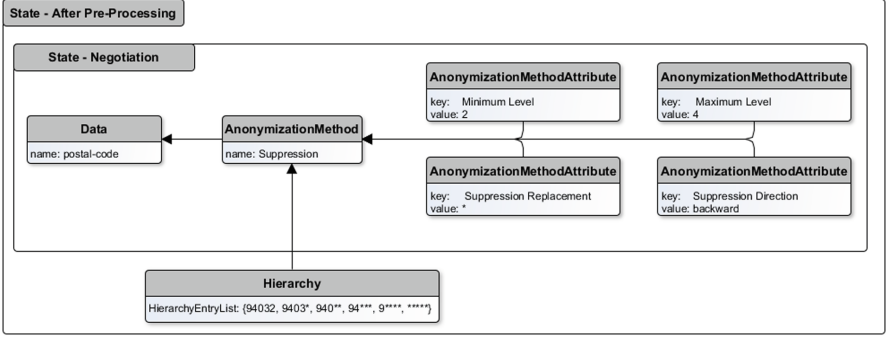 State - After Pre-Processing
State - Negotiation
Data
name: postal-code
AnonymizationMethod
name: Suppression
AnonymizationMethodAttribute
key: Minimum Level
value: 2
AnonymizationMethodAttribute
key: Maximum Level
value: 4
AnonymizationMethodAttribute
key: Suppression Replacement
value: *
AnonymizationMethodAttribute
key: Suppression Direction
value: backward
Hierarchy
HierarchyEntryList: {94032, 9403*, 940**, 94***, 9****, *****}